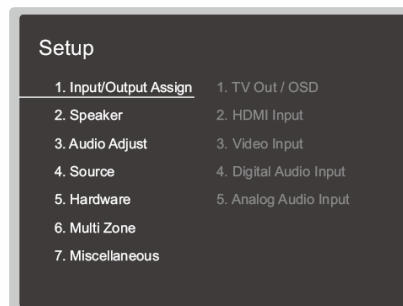 Setup
1. Input/Output Assign
2. Speaker
3. Audio Adjust
4. Source
5. Hardware
6. Multi Zone
7. Miscellaneous
1. TV Out / OSD
2. HDMI Input
3. Video Input
4. Digital Audio Input
5. Analog Audio Input